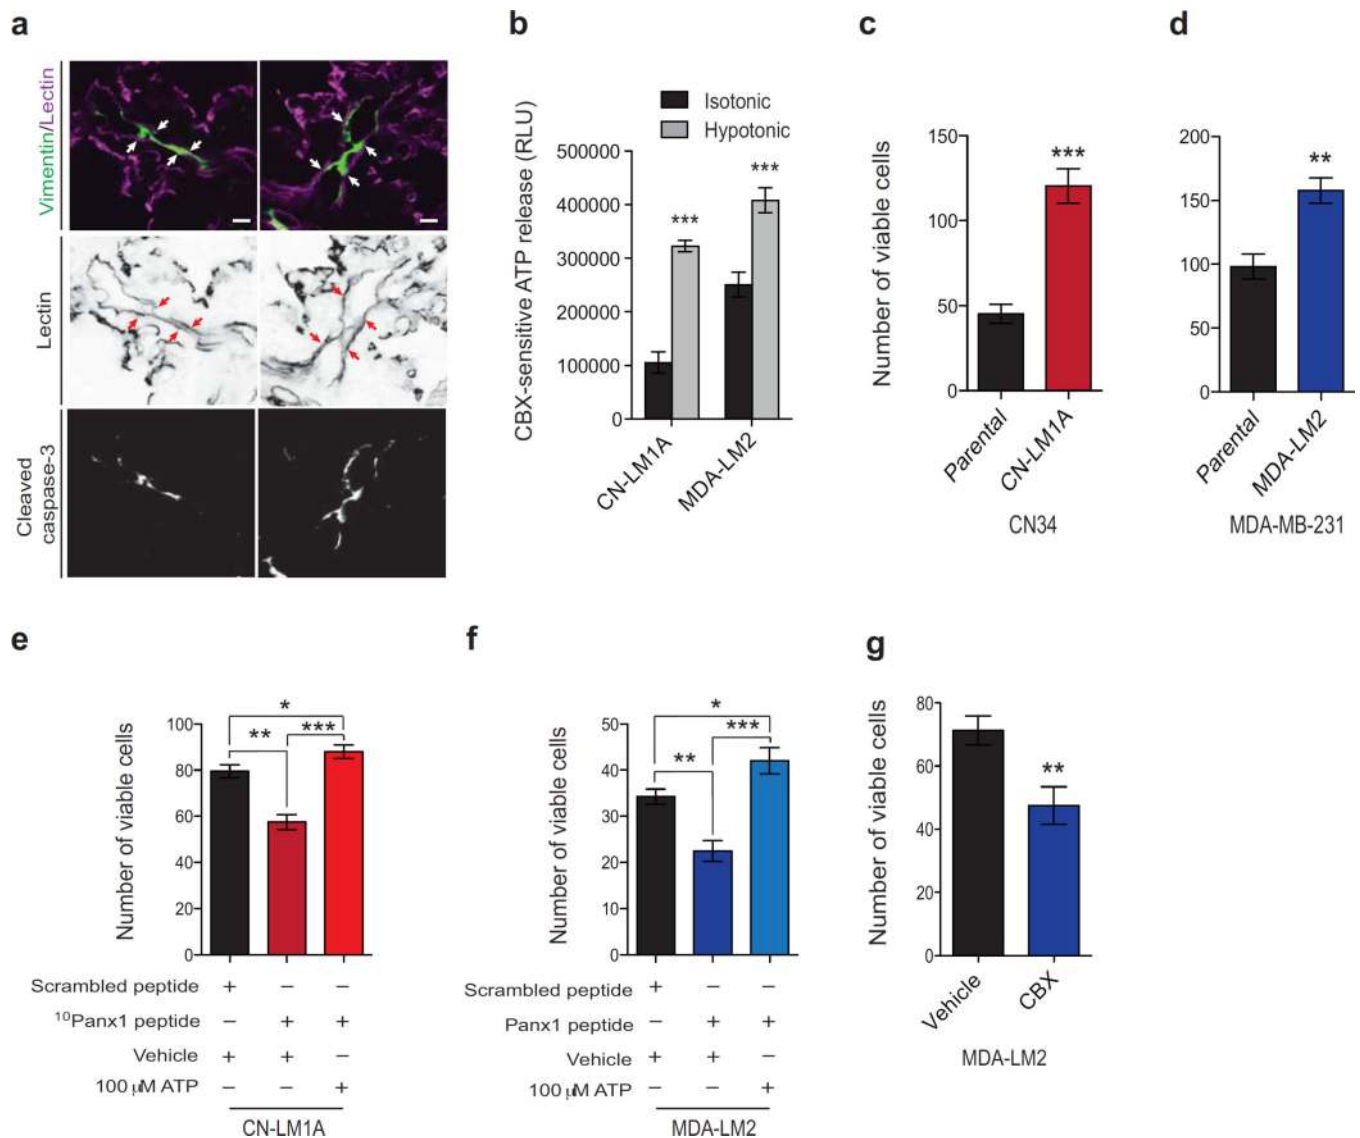 a
Vimentin/Lectin
Lectin
Cleaved
caspase-3
b
CBX-sensitive ATP release (RLU)
Isotonic
Hypotonic
500000
400000
300000
200000
100000
0
***
***
CN-LM1A
MDA-LM2
c
Number of viable cells
150
100
50
0
***
Parental
CN-LM1A
CN34
d
200
150
100
50
0
**
Parental
MDA-LM2
MDA-MB-231
e
Number of viable cells
100
80
60
40
20
0
*
** ***
Scrambled peptide + – –
¹⁰Panx1 peptide – + +
Vehicle + + –
100 µM ATP – – +
CN-LM1A
f
Number of viable cells
50
40
30
20
10
0
*
***
**
Scrambled peptide + – –
Panx1 peptide – + +
Vehicle + + –
100 µM ATP – – +
MDA-LM2
g
Number of viable cells
80
60
40
20
0
**
Vehicle
CBX
MDA-LM2